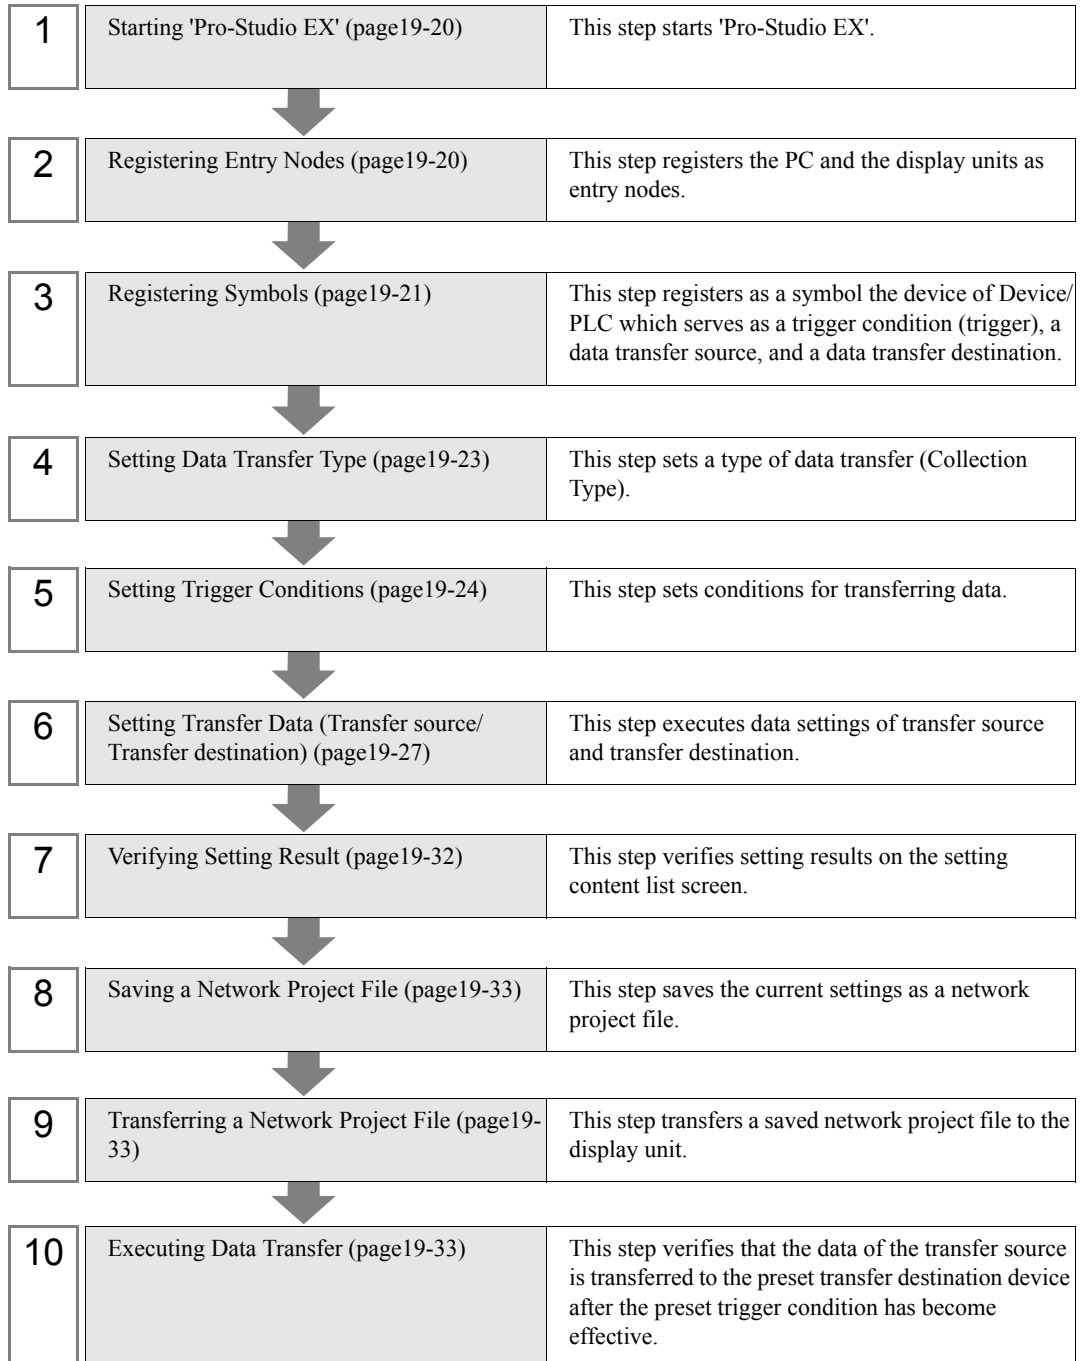 1
Starting 'Pro-Studio EX' (page19-20)
This step starts 'Pro-Studio EX'.
2
Registering Entry Nodes (page19-20)
This step registers the PC and the display units as
entry nodes.
3
Registering Symbols (page19-21)
This step registers as a symbol the device of Device/
PLC which serves as a trigger condition (trigger), a
data transfer source, and a data transfer destination.
4
Setting Data Transfer Type (page19-23)
This step sets a type of data transfer (Collection
Type).
5
Setting Trigger Conditions (page19-24)
This step sets conditions for transferring data.
6
Setting Transfer Data (Transfer source/
Transfer destination) (page19-27)
This step executes data settings of transfer source
and transfer destination.
7
Verifying Setting Result (page19-32)
This step verifies setting results on the setting
content list screen.
8
Saving a Network Project File (page19-33)
This step saves the current settings as a network
project file.
9
Transferring a Network Project File (page19-
33)
This step transfers a saved network project file to the
display unit.
10
Executing Data Transfer (page19-33)
This step verifies that the data of the transfer source
is transferred to the preset transfer destination device
after the preset trigger condition has become
effective.